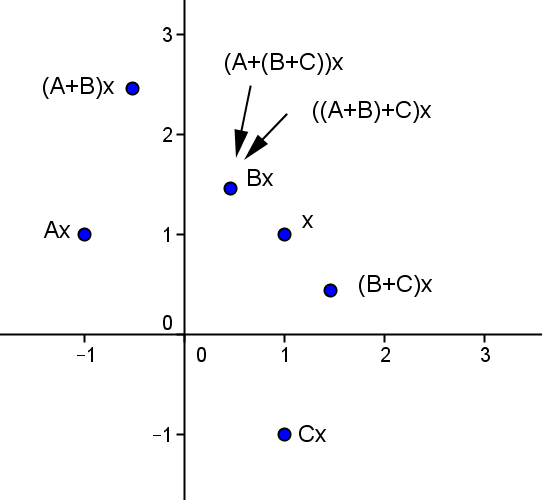 3
(A+(B+C))x
(A+B)x
((A+B)+C)x
2
Bx
x
Ax
1
(B+C)x
0
−1
0
1
2
3
−1
Cx